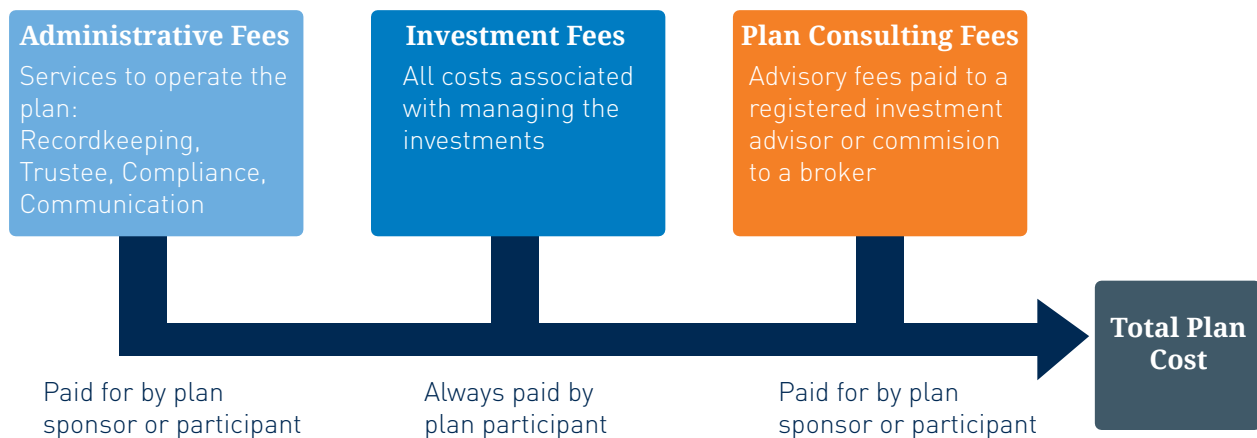 Administrative Fees
Services to operate the
plan:
Recordkeeping,
Trustee, Compliance,
Communication
Investment Fees
All costs associated
with managing the
investments
Plan Consulting Fees
Advisory fees paid to a
registered investment
advisor or commision
to a broker
Total Plan
Cost
Paid for by plan
sponsor or participant
Always paid by
plan participant
Paid for by plan
sponsor or participant